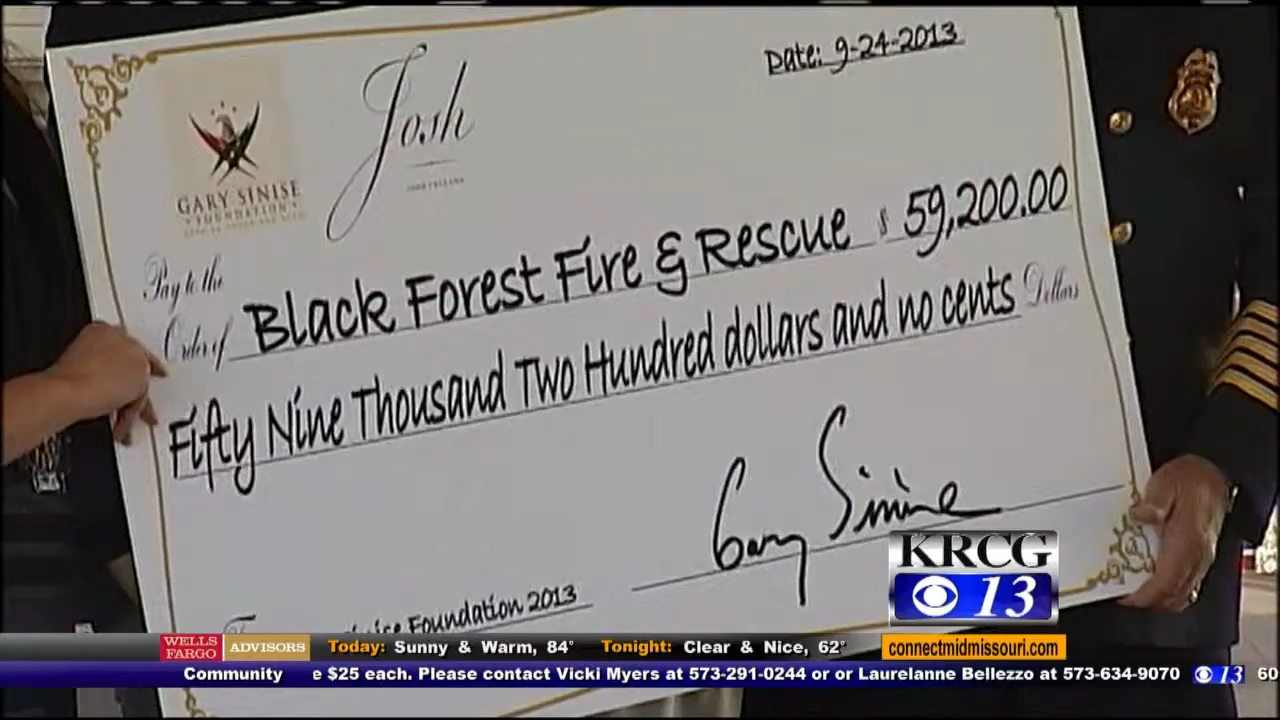 Date: 9-24-2013
GARY SINISE
FOUNDATION
Josh
JOSH CELLARS
Pay to the
Order of Black Forest Fire & Rescue $ 59,200.00
Fifty Nine Thousand Two Hundred dollars and no cents Dollars
Gary Sinise
Foundation 2013
KRCG
13
WELLS
FARGO
ADVISORS
Today: Sunny & Warm, 84° Tonight: Clear & Nice, 62°
connectmidmissouri.com
Community e $25 each. Please contact Vicki Myers at 573-291-0244 or or Laurelanne Bellezzo at 573-634-9070 13 60